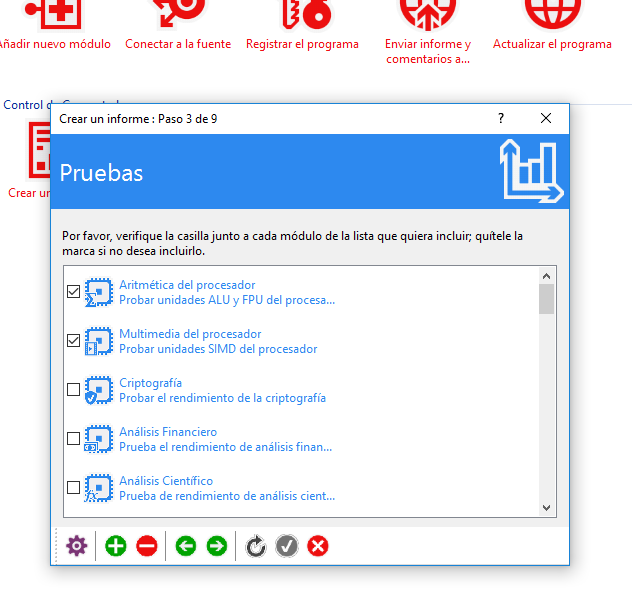 Añadir nuevo módulo
Conectar a la fuente
Registrar el programa
Enviar informe y
comentarios a...
Actualizar el programa
Control de
Crear un
Crear un informe : Paso 3 de 9
?
Pruebas
Por favor, verifique la casilla junto a cada módulo de la lista que quiera incluir; quítele la
marca si no desea incluirlo.
Aritmética del procesador
Probar unidades ALU y FPU del procesa...
Multimedia del procesador
Probar unidades SIMD del procesador
Criptografía
Probar el rendimiento de la criptografía
Análisis Financiero
Prueba el rendimiento de análisis finan...
Análisis Científico
Prueba de rendimiento de análisis cient...